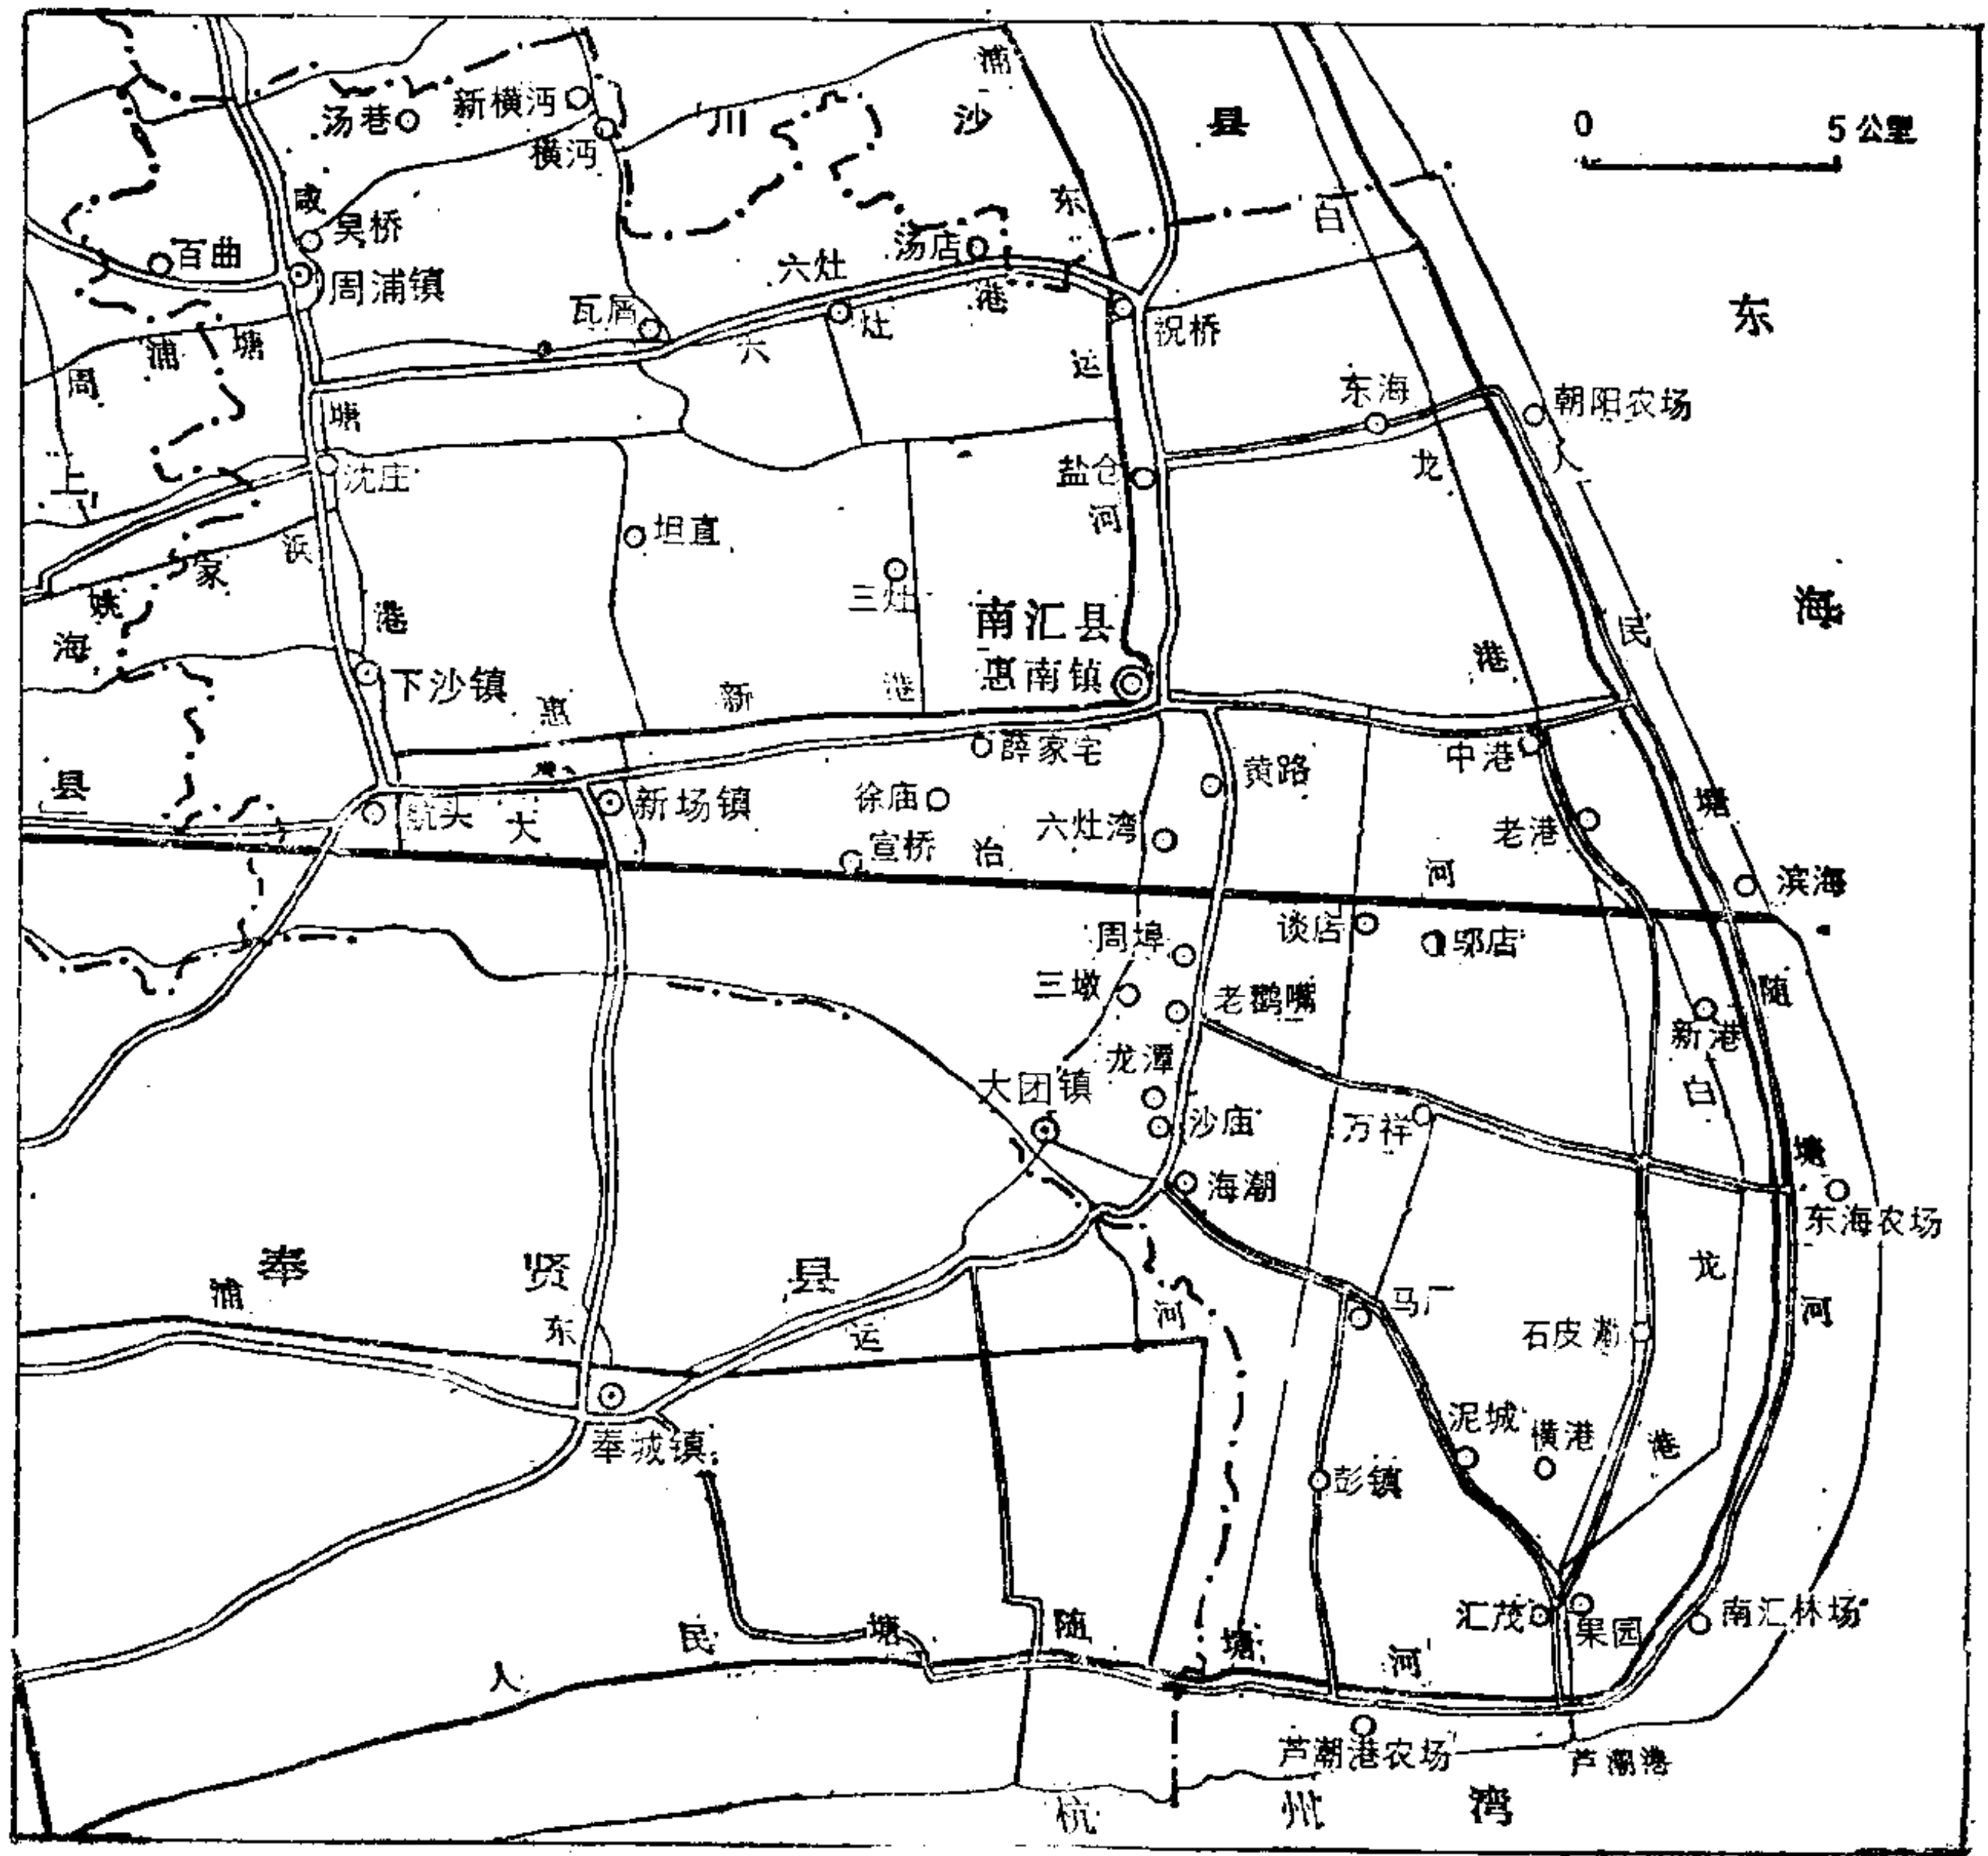 浦
0 5公里
汤巷
新横沔
川
沙
县
横沔
咸
东
白
昊桥
百曲
汤店
六灶
周浦镇
港
东
瓦屑
灶
祝桥
浦
塘
六
运
周
东海
朝阳农场
塘
上
沈庄
盐仓
龙
人
坦直
河
浜
家
三灶
海
姚
港
南汇县
民
海
港
下沙镇
惠南镇
惠
新
港
薛家宅
中港
黄路
县
徐庙
塘
航头
大
新场镇
六灶湾
老港
宣桥
治
河
滨海
周埠
谈店
邬店
三墩
老鹳嘴
随
新港
龙潭
大团镇
白
沙庙
万祥
塘
海潮
东海农场
奉
贤
县
龙
浦
马厂
河
河
东
运
石皮泐
泥城
横港
港
奉城镇
彭镇
汇茂
果园
南汇林场
民
塘
随
塘
河
人
芦潮港农场
芦潮港
杭
州
湾